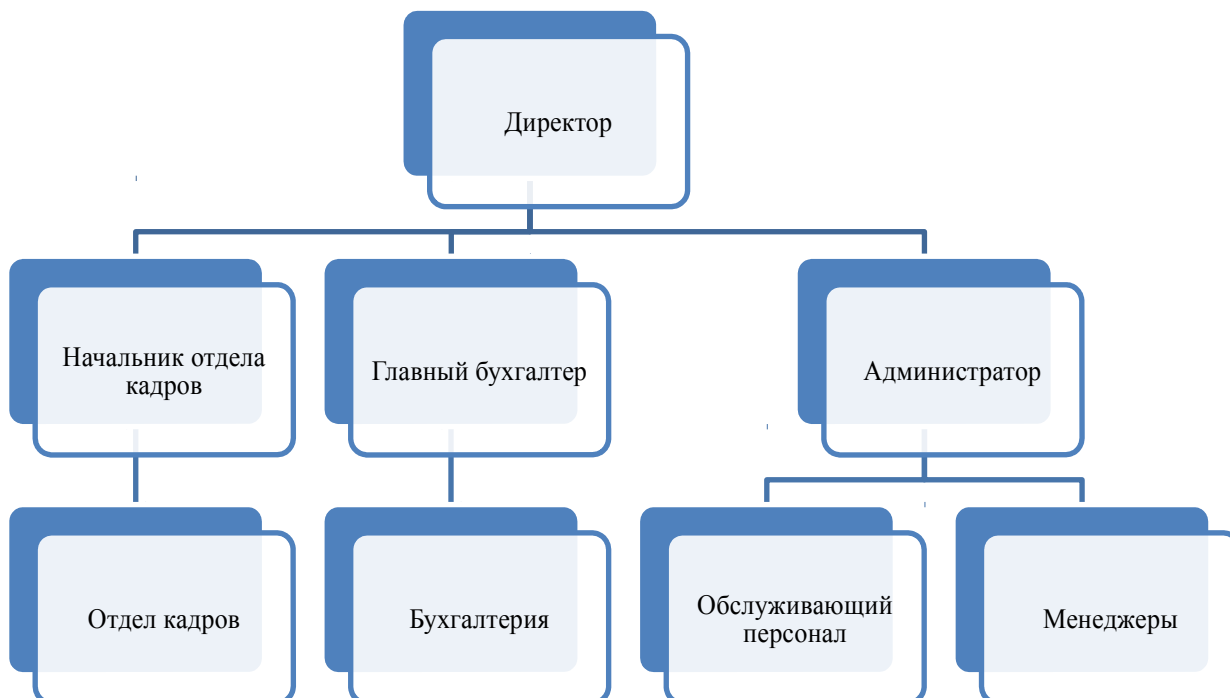 Директор
Начальник отдела
кадров
Главный бухгалтер
Администратор
Отдел кадров
Бухгалтерия
Обслуживающий
персонал
Менеджеры